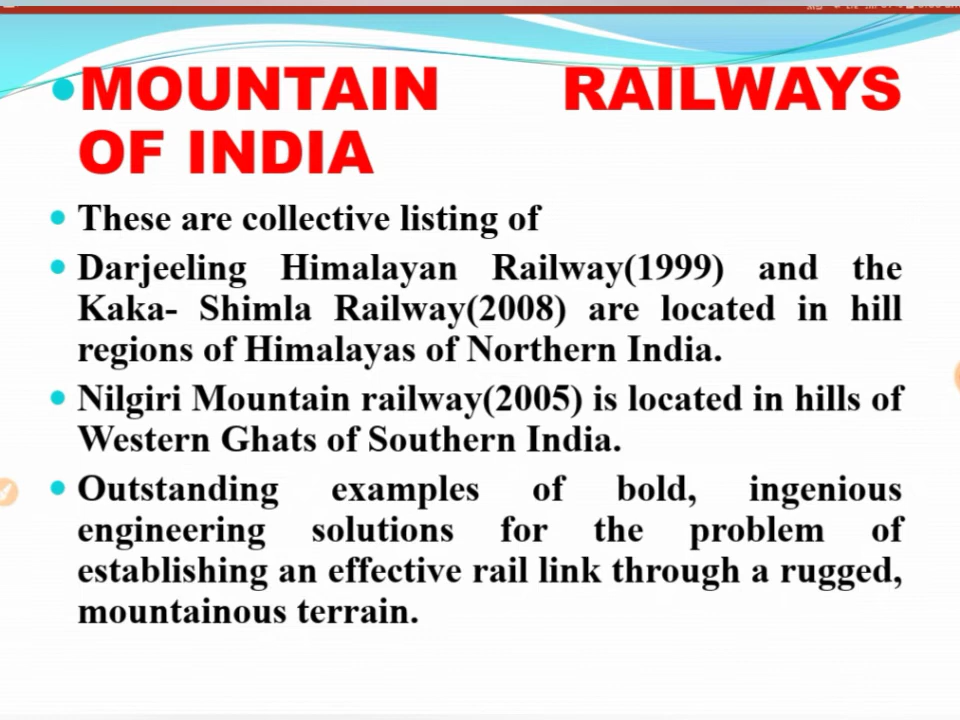 MOUNTAIN RAILWAYS
OF INDIA
These are collective listing of
Darjeeling Himalayan Railway(1999) and the
Kaka- Shimla Railway(2008) are located in hill
regions of Himalayas of Northern India.
Nilgiri Mountain railway(2005) is located in hills of
Western Ghats of Southern India.
Outstanding examples of bold, ingenious
engineering solutions for the problem of
establishing an effective rail link through a rugged,
mountainous terrain.